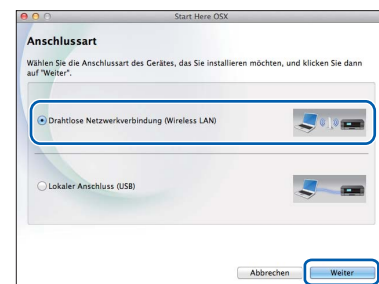 Start Here OSX
Anschlussart
Wählen Sie die Anschlussart des Gerätes, das Sie installieren möchten, und klicken Sie dann
auf "Weiter".
Drahtlose Netzwerkverbindung (Wireless LAN)
Lokaler Anschluss (USB)
Abbrechen
Weiter